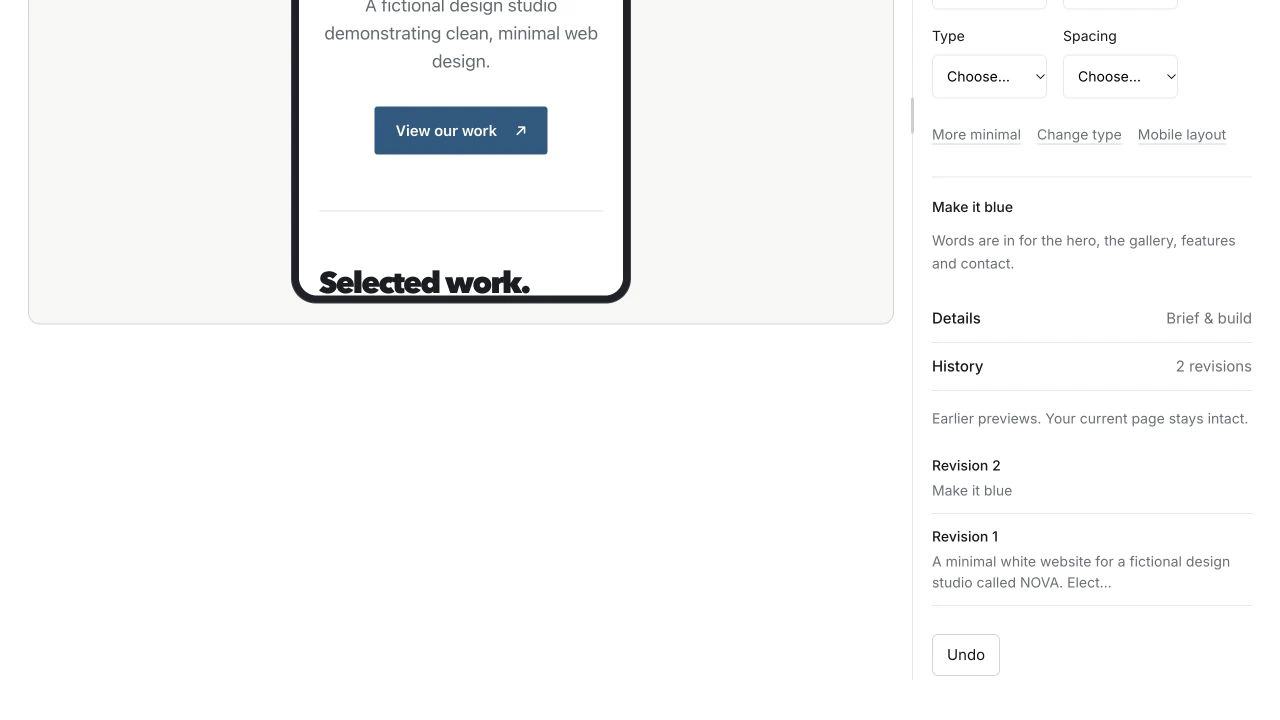 A fictional design studio
demonstrating clean, minimal web
design.
View our work
Selected work.
Type
Spacing
Choose...
Choose...
More minimal
Change type
Mobile layout
Make it blue
Words are in for the hero, the gallery, features
and contact.
Details
Brief & build
History
2 revisions
Earlier previews. Your current page stays intact.
Revision 2
Make it blue
Revision 1
A minimal white website for a fictional design
studio called NOVA. Elect...
Undo